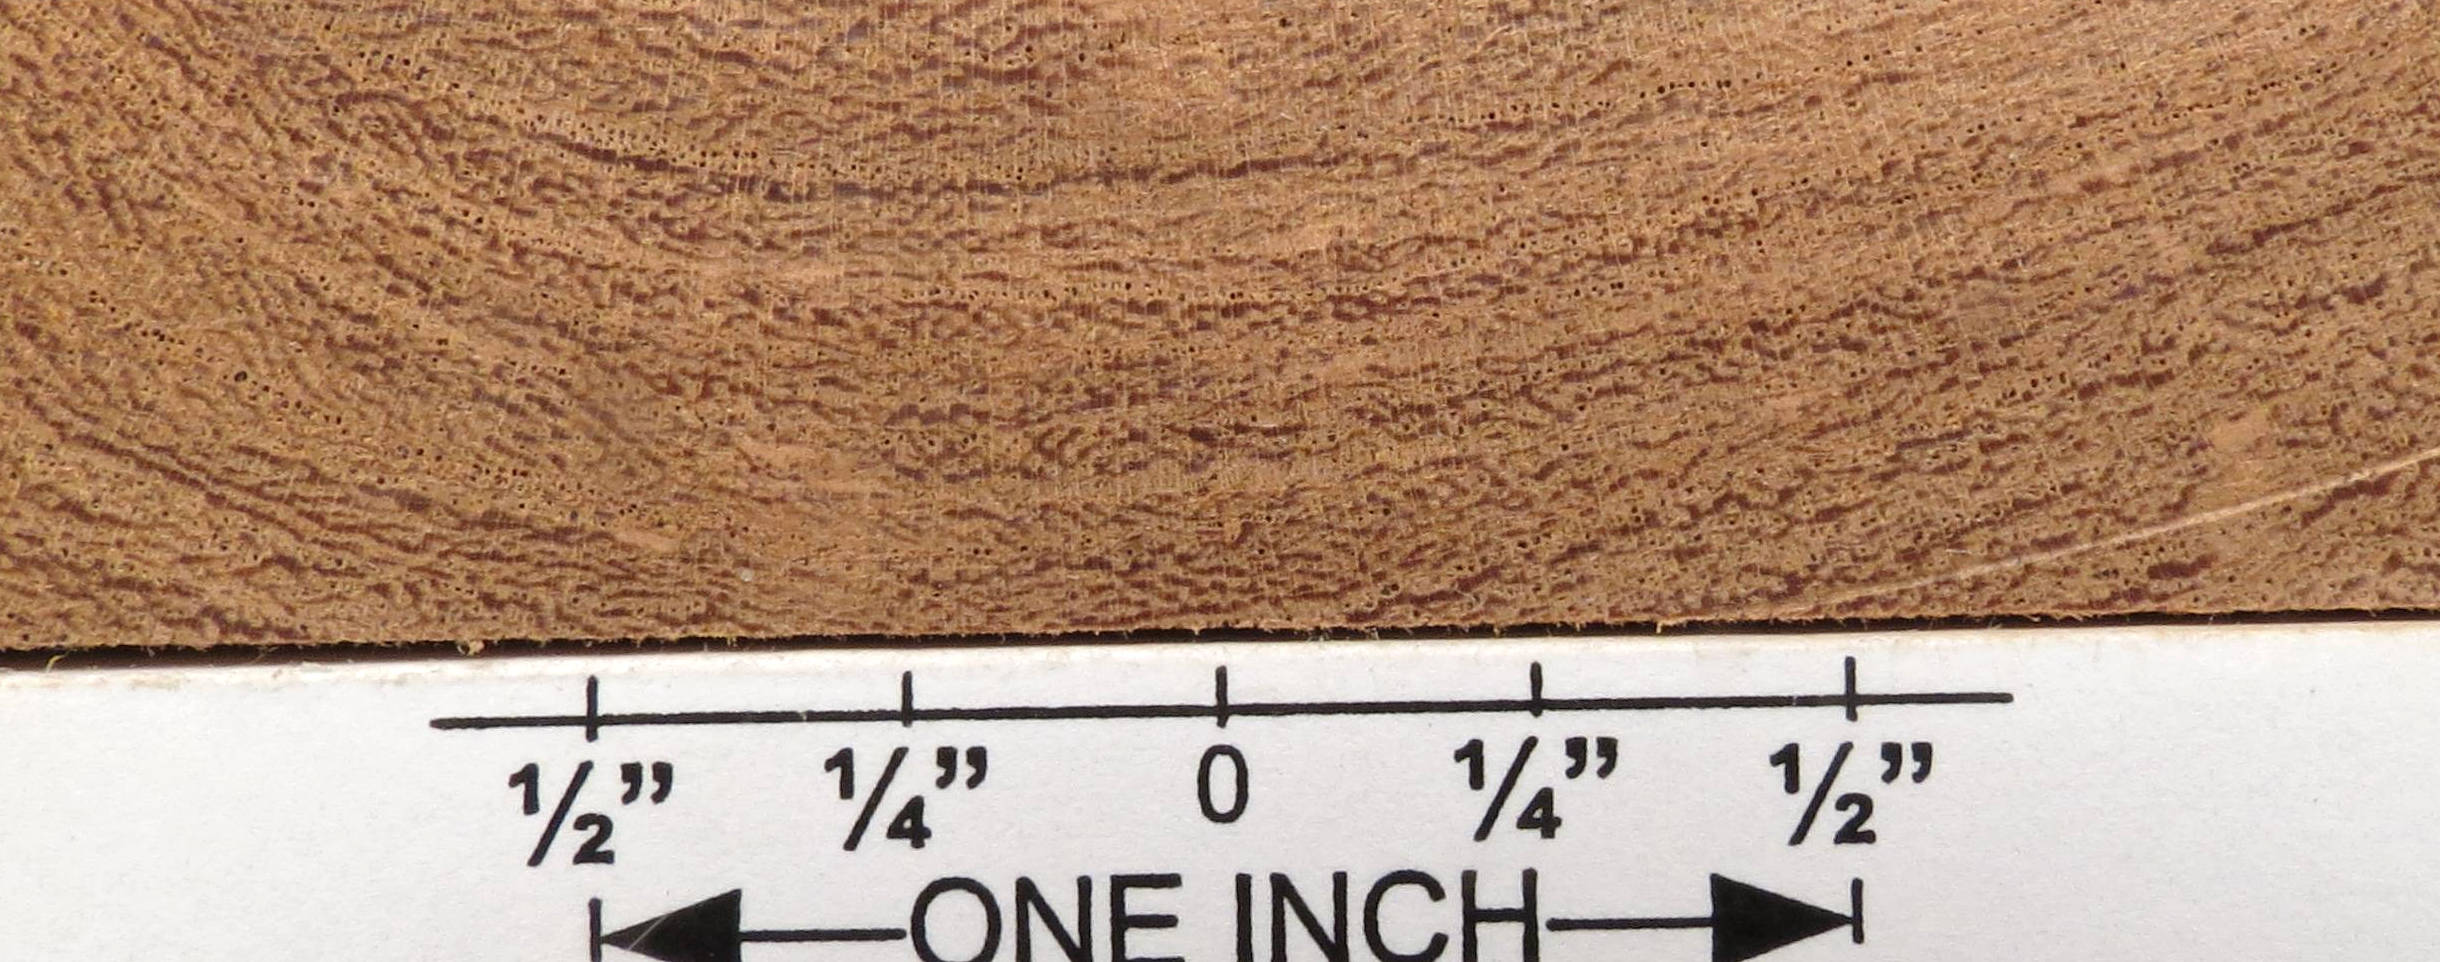 1/2” 1/4” 0 1/4” 1/2”
ONE INCH